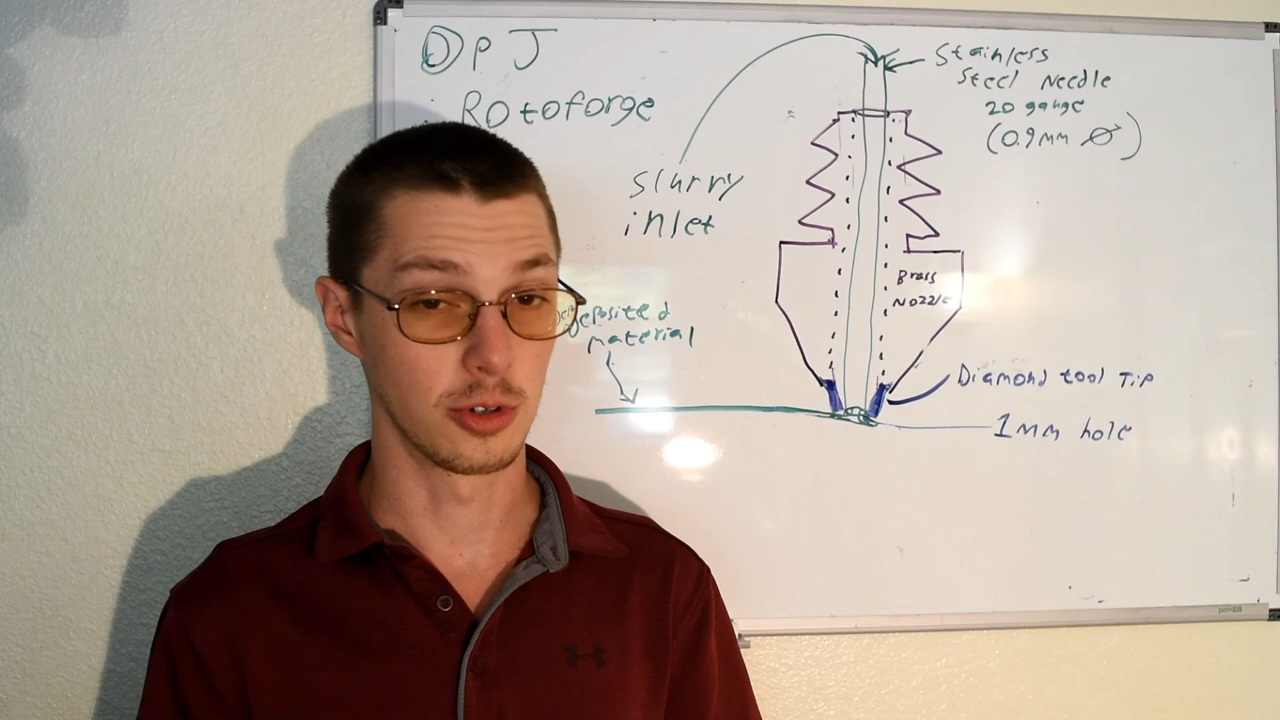 ① P J
: Rotoforge
Stainless
Steel Needle
20 gauge
(0.9mm ∅)
Slurry
inlet
Brass
Nozzle
deposited
material
Diamond tool Tip
1mm hole